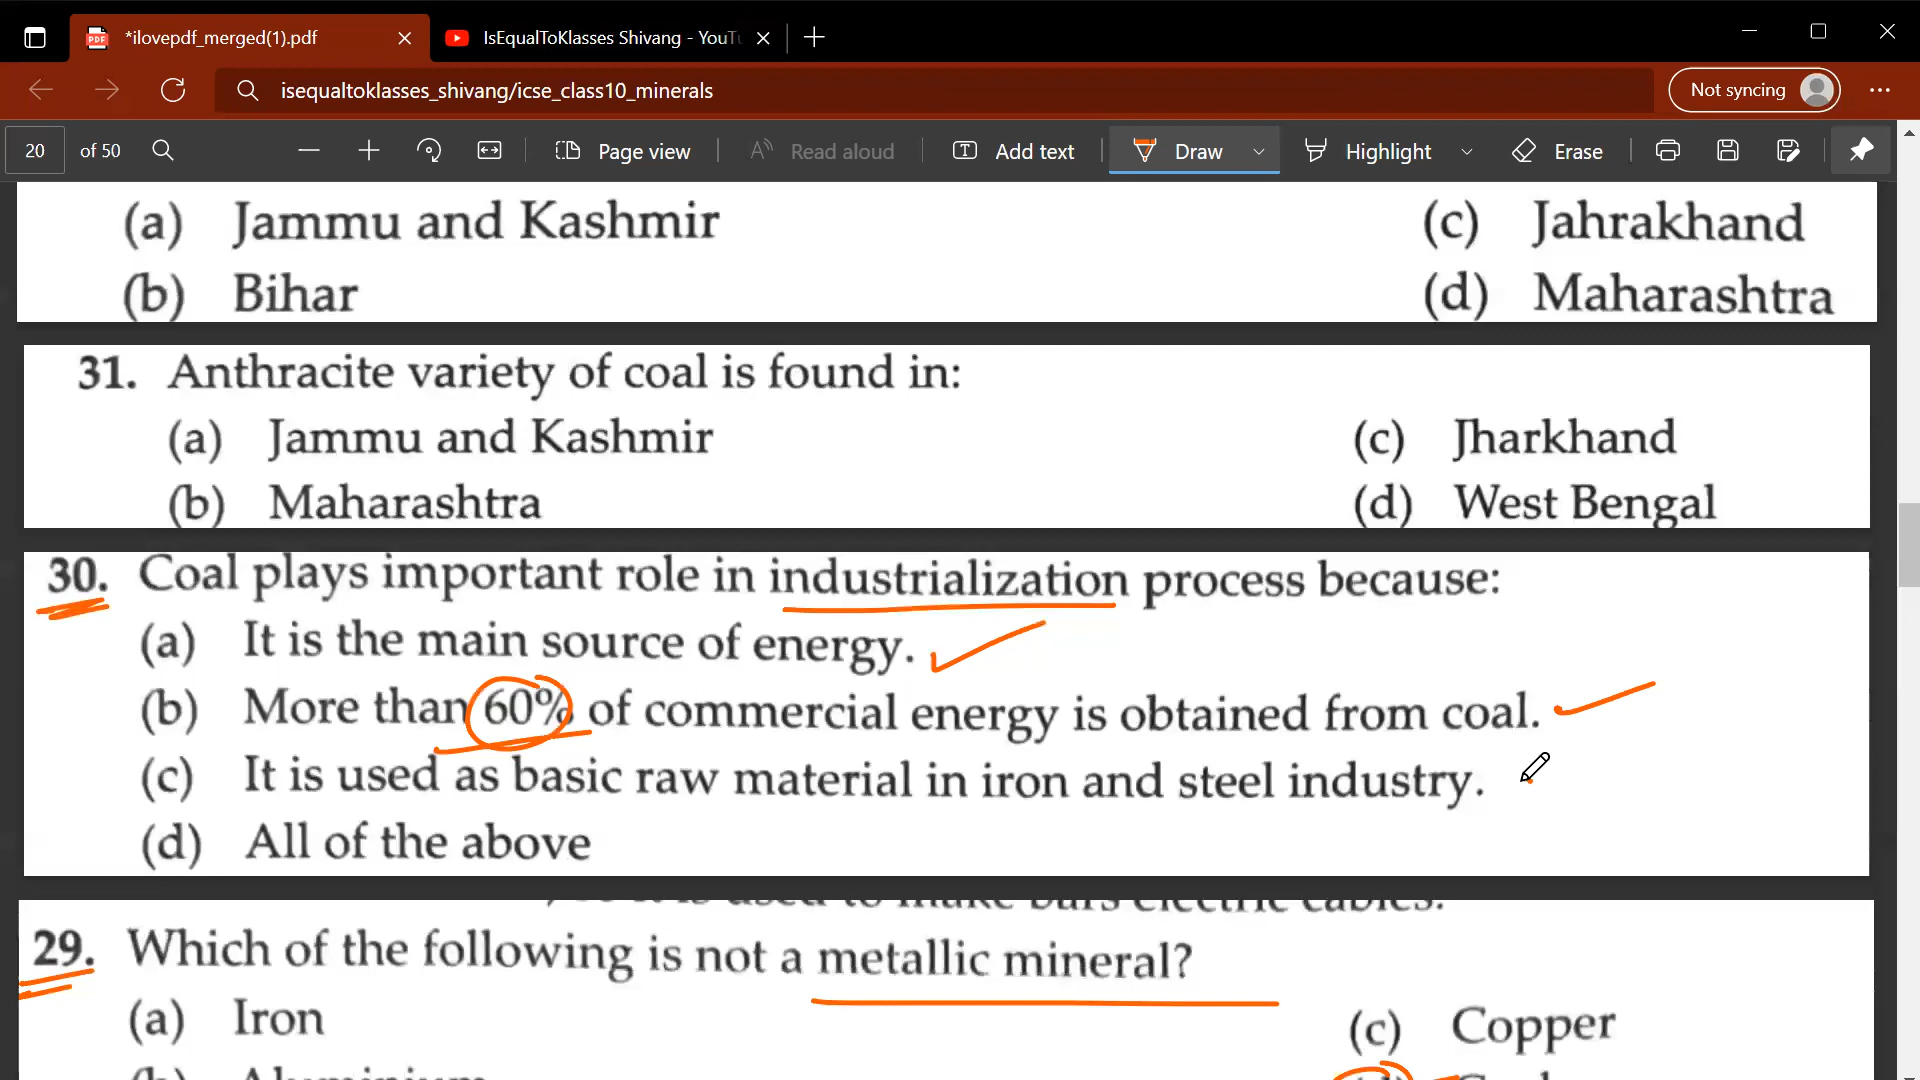 *ilovepdf_merged(1).pdf
IsEqualToKlasses Shivang - YouTu
isequaltoklasses_shivang/icse_class10_minerals
Not syncing
20 of 50
Page view
Read aloud
Add text
Draw
Highlight
Erase
(a) Jammu and Kashmir (c) Jahrakhand
(b) Bihar (d) Maharashtra
31. Anthracite variety of coal is found in:
(a) Jammu and Kashmir (c) Jharkhand
(b) Maharashtra (d) West Bengal
30. Coal plays important role in industrialization process because:
(a) It is the main source of energy.
(b) More than 60% of commercial energy is obtained from coal.
(c) It is used as basic raw material in iron and steel industry.
(d) All of the above
29. Which of the following is not a metallic mineral?
(a) Iron (c) Copper